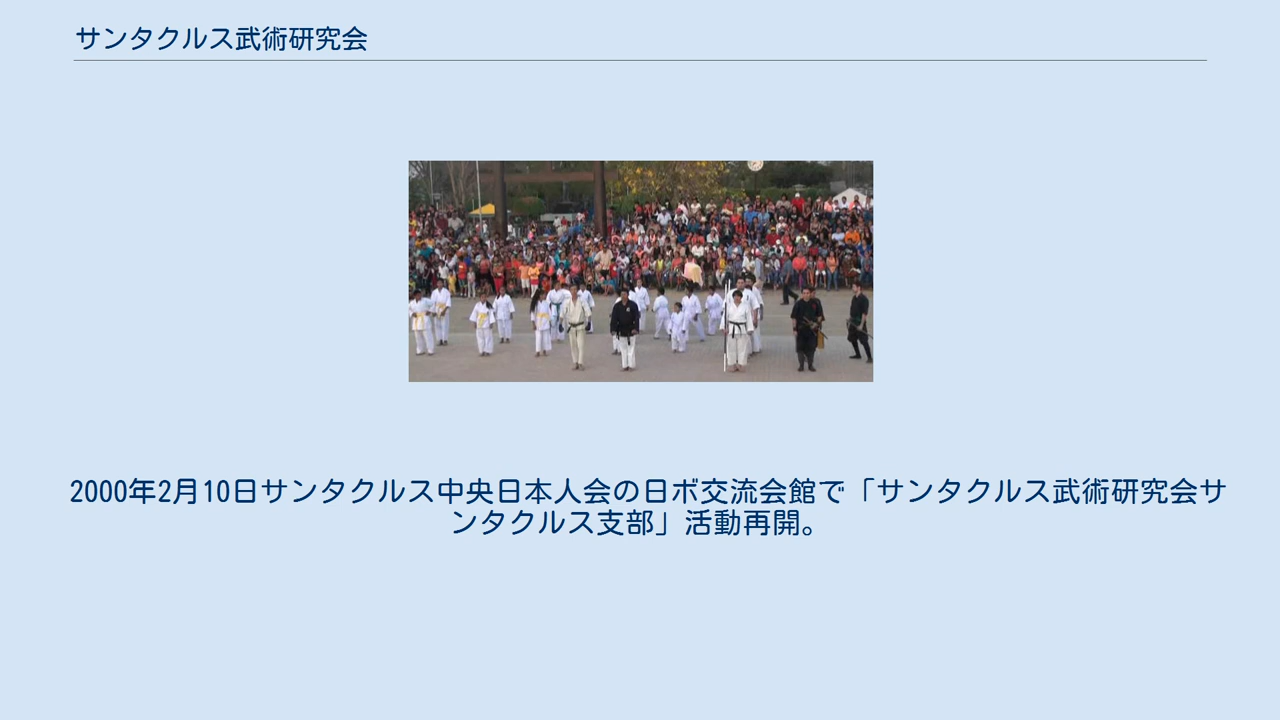 サンタクルス武術研究会
2000年2月10日サンタクルス中央日本人会の日ボ交流会館で「サンタクルス武術研究会サ
ンタクルス支部」活動再開。